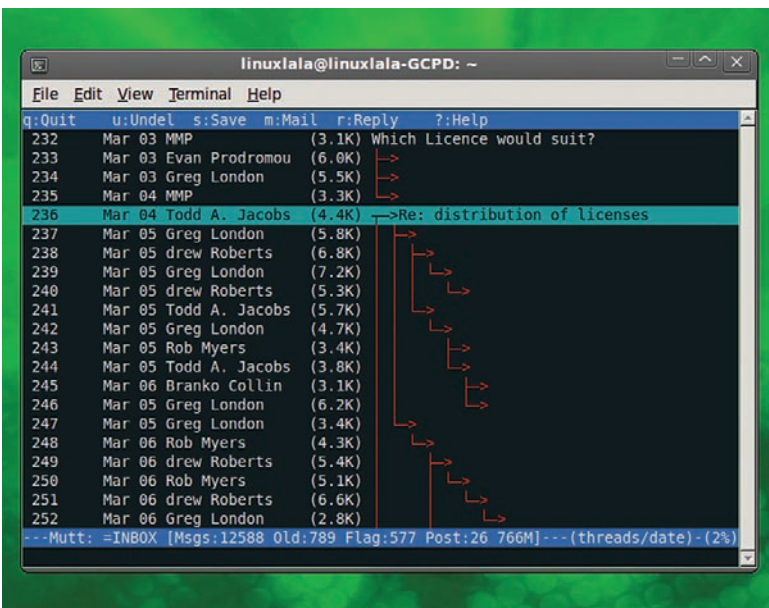 linuxlala@linuxlala-GCPD: ~
File Edit View Terminal Help
q:Quit u:Undel s:Save m:Mail r:Reply ?:Help
232 Mar 03 MMP (3.1K) Which Licence would suit?
233 Mar 03 Evan Prodromou (6.0K) ├─>
234 Mar 03 Greg London (5.5K) ├─>
235 Mar 04 MMP (3.3K) └─>
236 Mar 04 Todd A. Jacobs (4.4K) ┬─>Re: distribution of licenses
237 Mar 05 Greg London (5.8K) │ ├─>
238 Mar 05 drew Roberts (6.8K) │ │ ├─>
239 Mar 05 Greg London (7.2K) │ │ │ └─>
240 Mar 05 drew Roberts (5.3K) │ │ │   └─>
241 Mar 05 Todd A. Jacobs (5.7K) │ │ └─>
242 Mar 05 Greg London (4.7K) │ │   └─>
243 Mar 05 Rob Myers (3.4K) │ │     ├─>
244 Mar 05 Todd A. Jacobs (3.8K) │ │     └─>
245 Mar 06 Branko Collin (3.1K) │ │       ├─>
246 Mar 05 Greg London (6.2K) │ │       └─>
247 Mar 05 Greg London (3.4K) │ └─>
248 Mar 06 Rob Myers (4.3K) │   └─>
249 Mar 06 drew Roberts (5.4K) │     ├─>
250 Mar 06 Rob Myers (5.1K) │     │ └─>
251 Mar 06 drew Roberts (6.6K) │     │   └─>
252 Mar 06 Greg London (2.8K) │     │     └─>
---Mutt: =INBOX [Msgs:12588 Old:789 Flag:577 Post:26 766M]---(threads/date)-(2%)